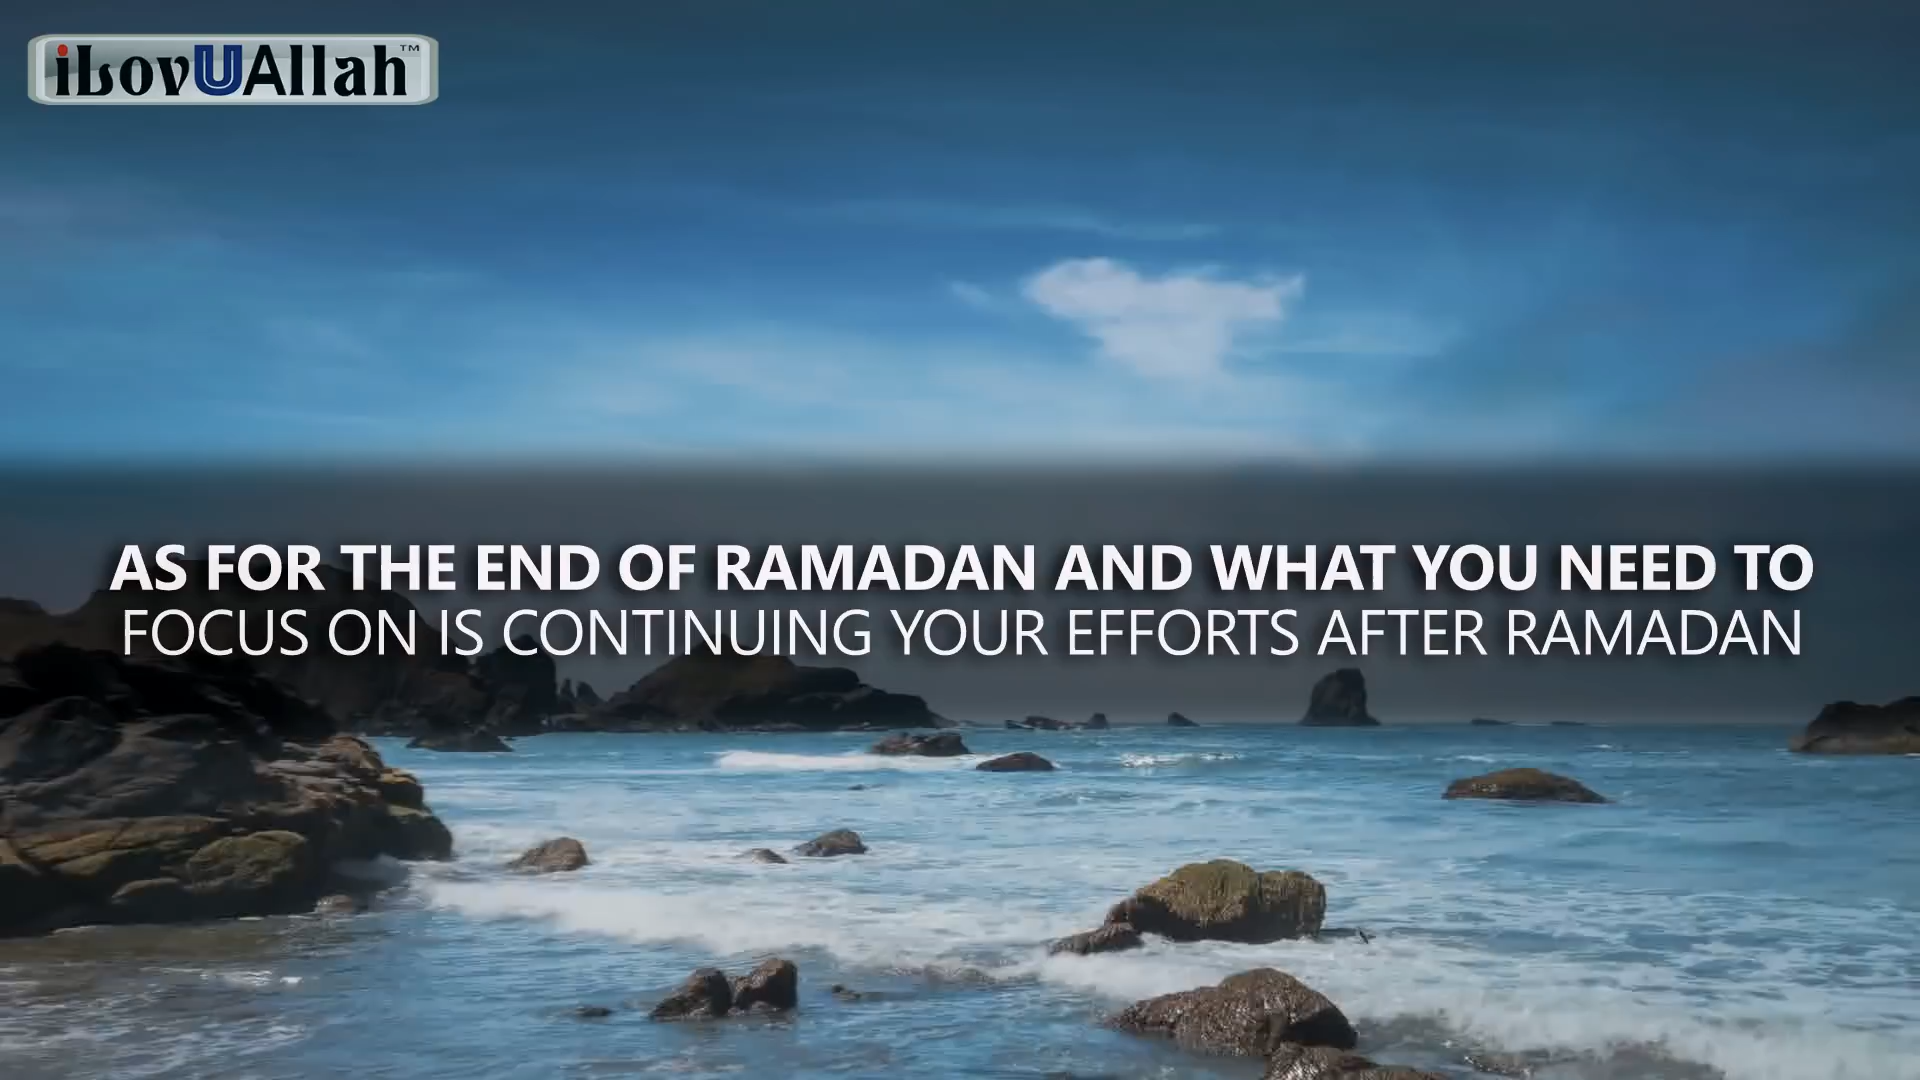 iLovUAllah™
AS FOR THE END OF RAMADAN AND WHAT YOU NEED TO
FOCUS ON IS CONTINUING YOUR EFFORTS AFTER RAMADAN